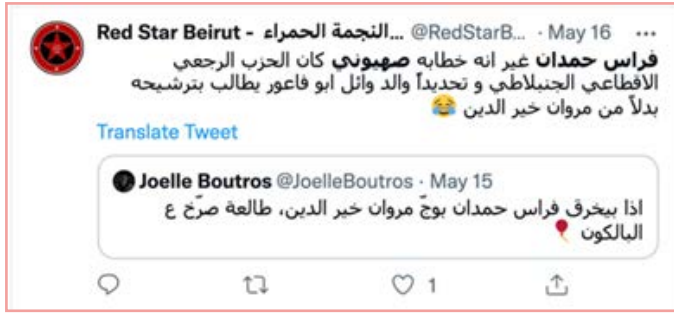 Red Star Beirut - النجمة الحمراء... @RedStarB... · May 16 ...
فراس حمدان غير انه خطابه صهيوني كان الحزب الرجعي
الاقطاعي الجنبلاطي و تحديداً والد وائل ابو فاعور يطالب بترشيحه
بدلاً من مروان خير الدين 😂
Translate Tweet
Joelle Boutros @JoelleBoutros · May 15
اذا بيخرق فراس حمدان بوجّ مروان خير الدين، طالعة صرّخ ع
البالكون 🎈
1